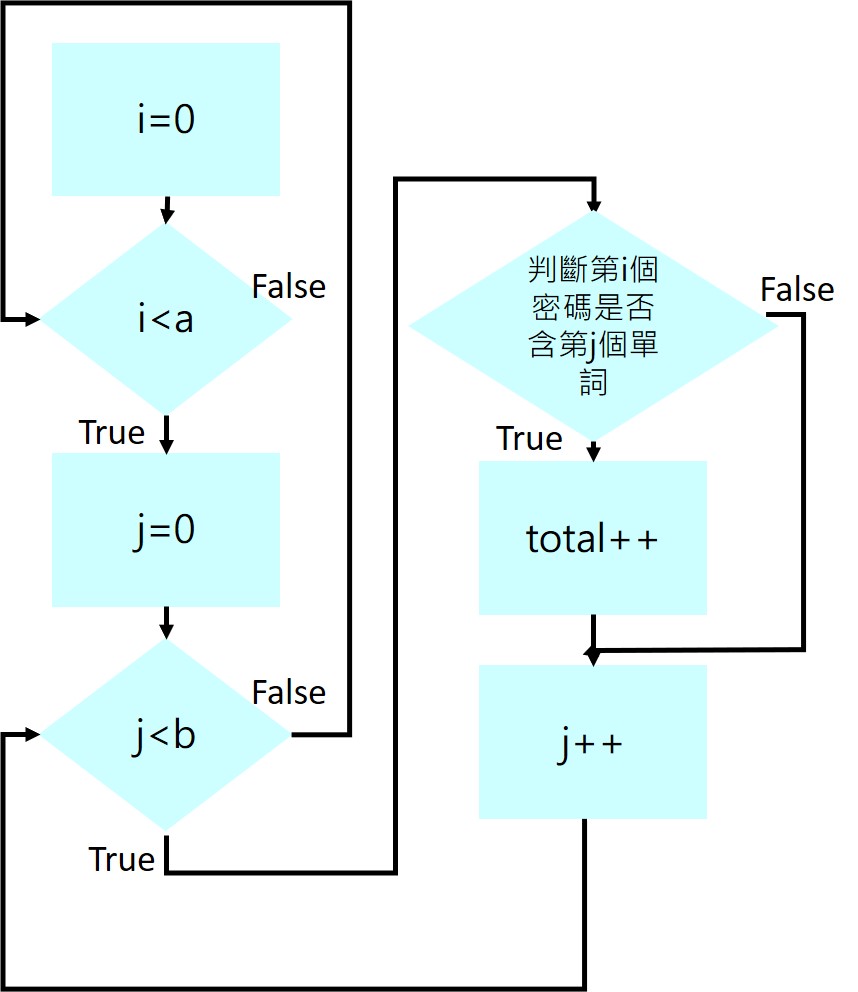 i=0
i<a
False
True
j=0
j<b
False
True
判斷第i個
密碼是否
含第j個單
詞
False
True
total++
j++